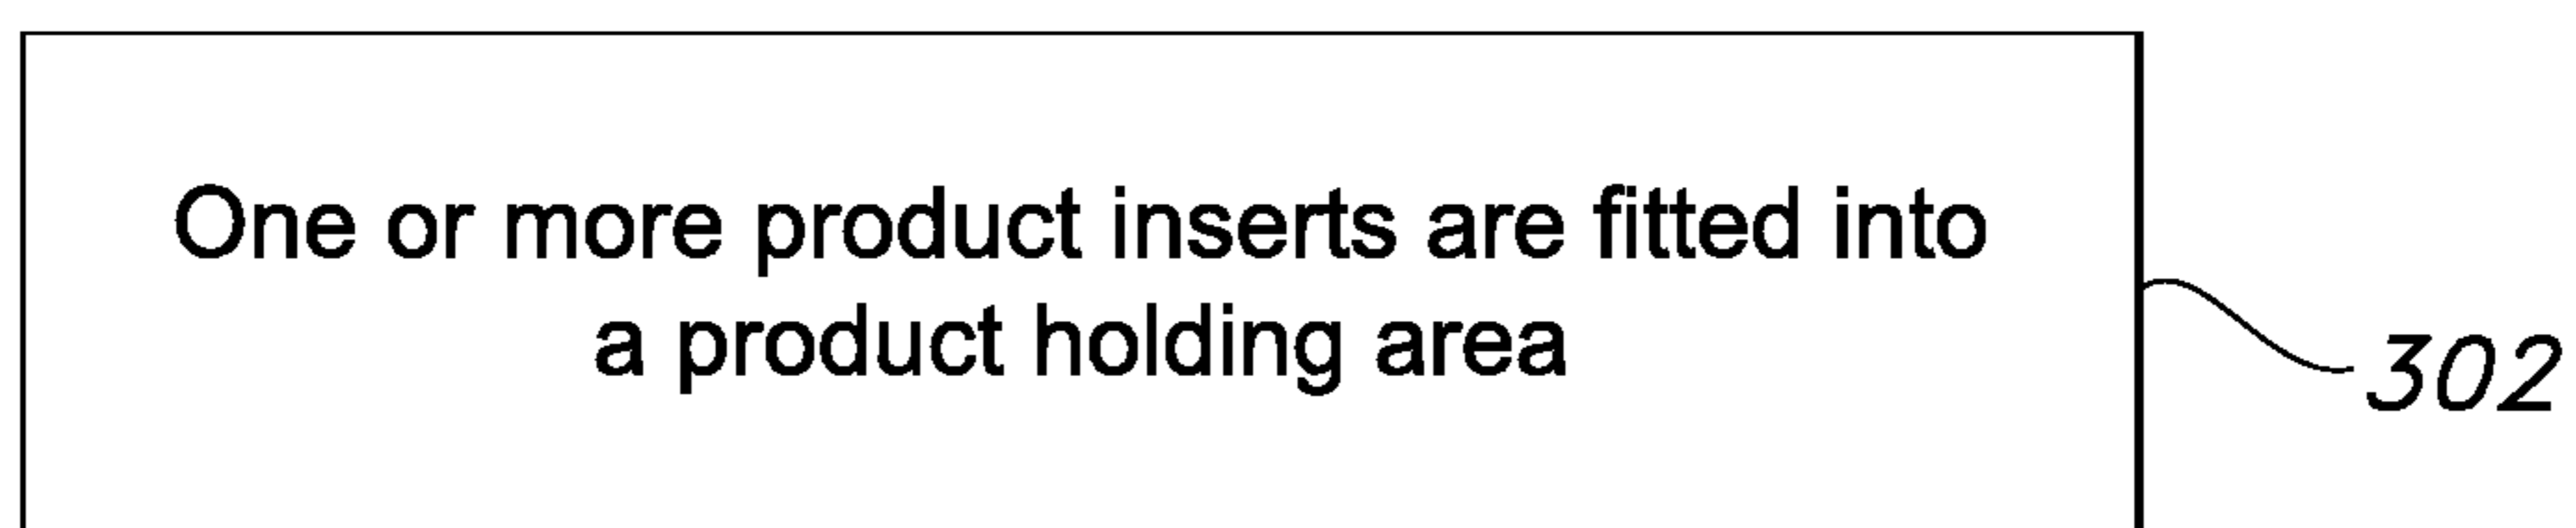 One or more product inserts are fitted into
a product holding area
302